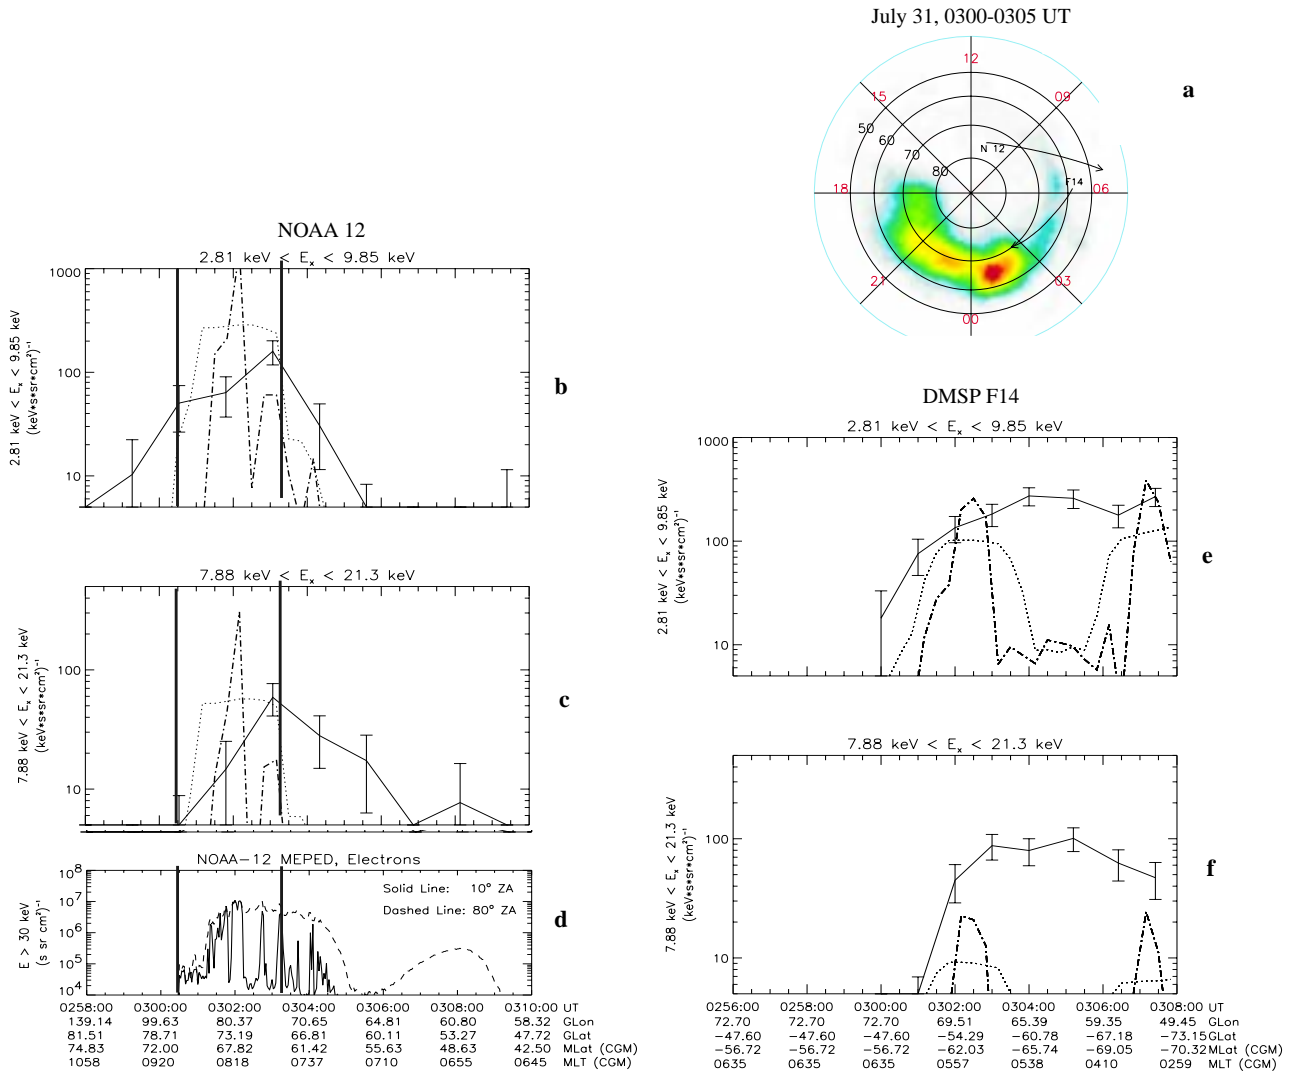 July 31, 0300-0305 UT
a
12
15
09
50
60
70
80
N 12
F14
18
06
21
03
00
NOAA 12
2.81 keV < Ex < 9.85 keV
1000
100
10
2.81 keV < Ex < 9.85 keV
(keV*s*sr*cm²)⁻¹
b
7.88 keV < Ex < 21.3 keV
100
10
7.88 keV < Ex < 21.3 keV
(keV*s*sr*cm²)⁻¹
c
NOAA-12 MEPED, Electrons
10⁸
10⁷
10⁶
10⁵
10⁴
E > 30 keV
(s sr cm²)⁻¹
Solid Line: 10° ZA
Dashed Line: 80° ZA
d
0258:00 0300:00 0302:00 0304:00 0306:00 0308:00 0310:00 UT
139.14 99.63 80.37 70.65 64.81 60.80 58.32 GLon
81.51 78.71 73.19 66.81 60.11 53.27 47.72 GLat
74.83 72.00 67.82 61.42 55.63 48.63 42.50 MLat (CGM)
1058 0920 0818 0737 0710 0655 0645 MLT (CGM)
DMSP F14
2.81 keV < Ex < 9.85 keV
1000
100
10
2.81 keV < Ex < 9.85 keV
(keV*s*sr*cm²)⁻¹
e
7.88 keV < Ex < 21.3 keV
100
10
7.88 keV < Ex < 21.3 keV
(keV*s*sr*cm²)⁻¹
f
0256:00 0258:00 0300:00 0302:00 0304:00 0306:00 0308:00 UT
72.70 72.70 72.70 69.51 65.39 59.35 49.45 GLon
-47.60 -47.60 -47.60 -54.29 -60.78 -67.18 -73.15 GLat
-56.72 -56.72 -56.72 -62.03 -65.74 -69.05 -70.32 MLat (CGM)
0635 0635 0635 0557 0538 0410 0259 MLT (CGM)